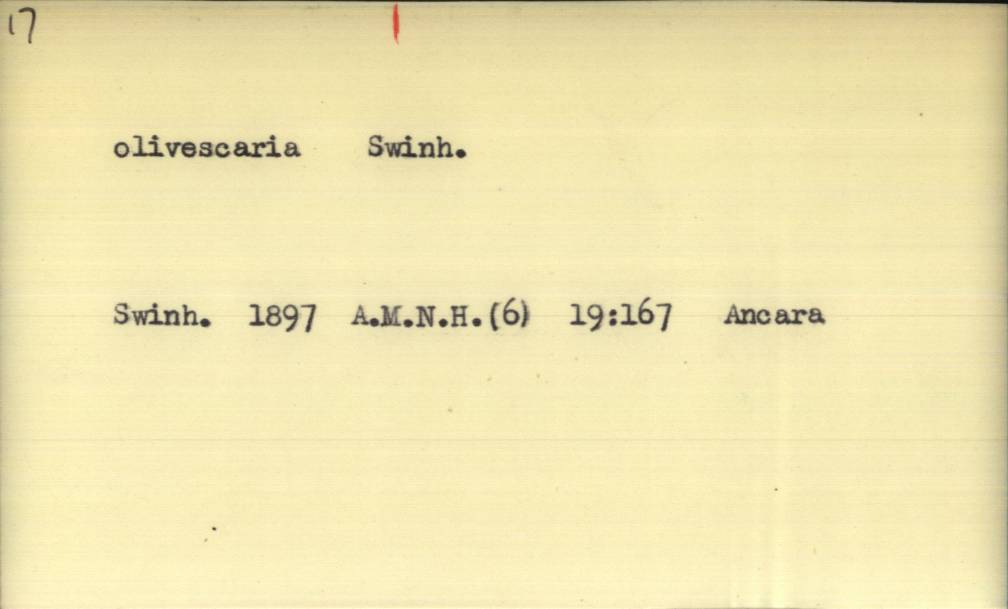 17
olivescaria Swinh.
Swinh. 1897 A.M.N.H.(6) 19:167 Ancara